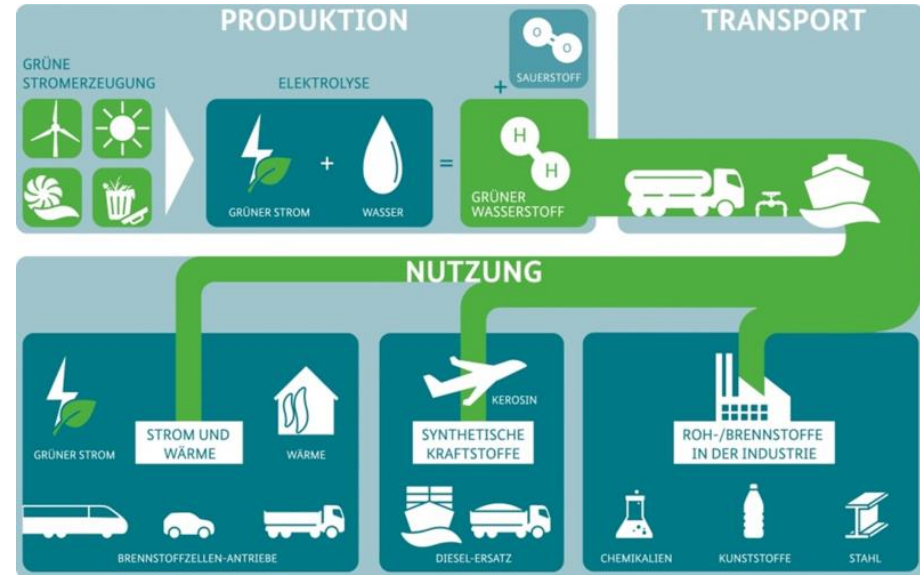 PRODUKTION
GRÜNE
STROMERZEUGUNG
ELEKTROLYSE
GRÜNER STROM
+
WASSER
=
H
H
GRÜNER
WASSERSTOFF
+
O
O
SAUERSTOFF
TRANSPORT
NUTZUNG
GRÜNER STROM
STROM UND
WÄRME
WÄRME
BRENNSTOFFZELLEN-ANTRIEBE
KEROSIN
SYNTHETISCHE
KRAFTSTOFFE
DIESEL-ERSATZ
ROH-/BRENNSTOFFE
IN DER INDUSTRIE
CHEMIKALIEN
KUNSTSTOFFE
STAHL